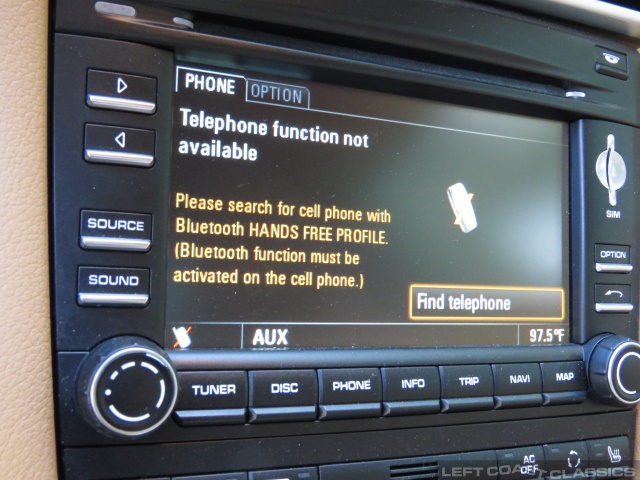 PHONE OPTION
Telephone function not
available
Please search for cell phone with
Bluetooth HANDS FREE PROFILE.
(Bluetooth function must be
activated on the cell phone.)
Find telephone
AUX 97.5°F
SOURCE
SOUND
SIM
OPTION
TUNER DISC PHONE INFO TRIP NAVI MAP
AC
OFF
LEFT COAST CLASSICS